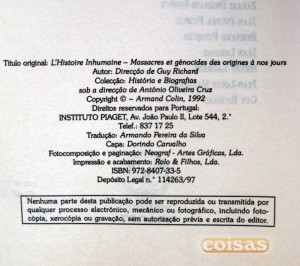 Título original: L'Histoire Inhumaine – Massacres et génocides des origines à nos jours
Autor: Direcção de Guy Richard
Colecção: História e Biografias
sob a direcção de António Oliveira Cruz
Copyright © – Armand Colin, 1992
Direitos reservados para Portugal:
INSTITUTO PIAGET, Av. João Paulo II, Lote 544, 2.º
Telef.: 837 17 25
Tradução: Armando Pereira da Silva
Capa: Dorindo Carvalho
Fotocomposição e paginação: Neograf - Artes Gráficas, Lda.
Impressão e acabamento: Rolo & Filhos, Lda.
ISBN: 972-8407-33-5
Depósito Legal n.º 114263/97
Nenhuma parte desta publicação pode ser reproduzida ou transmitida por
qualquer processo electrónico, mecânico ou fotográfico, incluindo fotocó-
pia, xerocópia ou gravação, sem autorização prévia e escrita do editor.
coisas